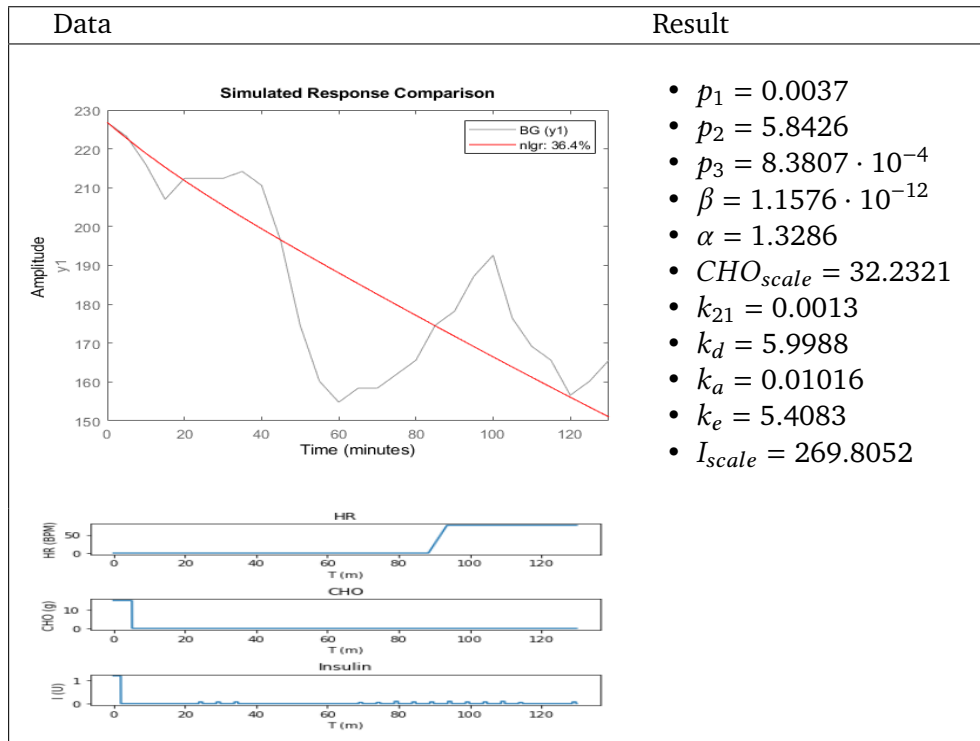 Data Result
Simulated Response Comparison
230
220
210
200
190
180
170
160
150
Amplitude
y1
BG (y1)
nlgr: 36.4%
0 20 40 60 80 100 120
Time (minutes)
• p₁ = 0.0037
• p₂ = 5.8426
• p₃ = 8.3807 · 10⁻⁴
• β = 1.1576 · 10⁻¹²
• α = 1.3286
• CHO_scale = 32.2321
• k₂₁ = 0.0013
• k_d = 5.9988
• k_a = 0.01016
• k_e = 5.4083
• I_scale = 269.8052
HR
HR (BPM)
50
0
0 20 40 60 80 100 120
T (m)
CHO
CHO (g)
10
0
0 20 40 60 80 100 120
T (m)
Insulin
I (U)
1
0
0 20 40 60 80 100 120
T (m)